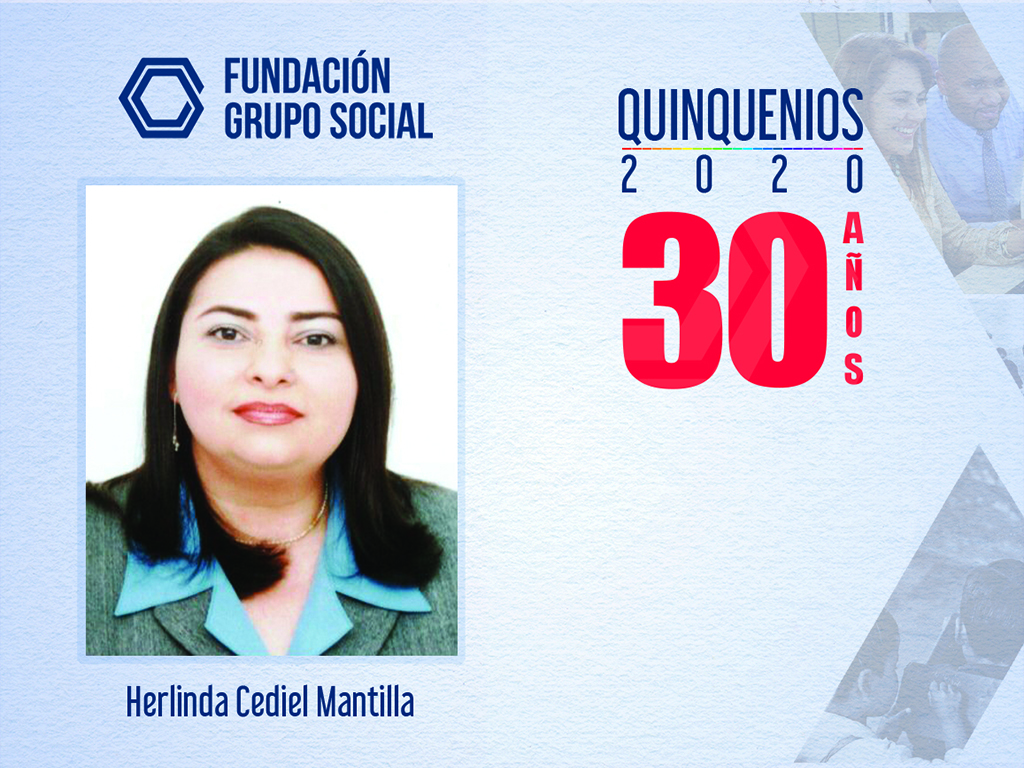 FUNDACIÓN
GRUPO SOCIAL
QUINQUENIOS
2020
30
AÑOS
Herlinda Cediel Mantilla